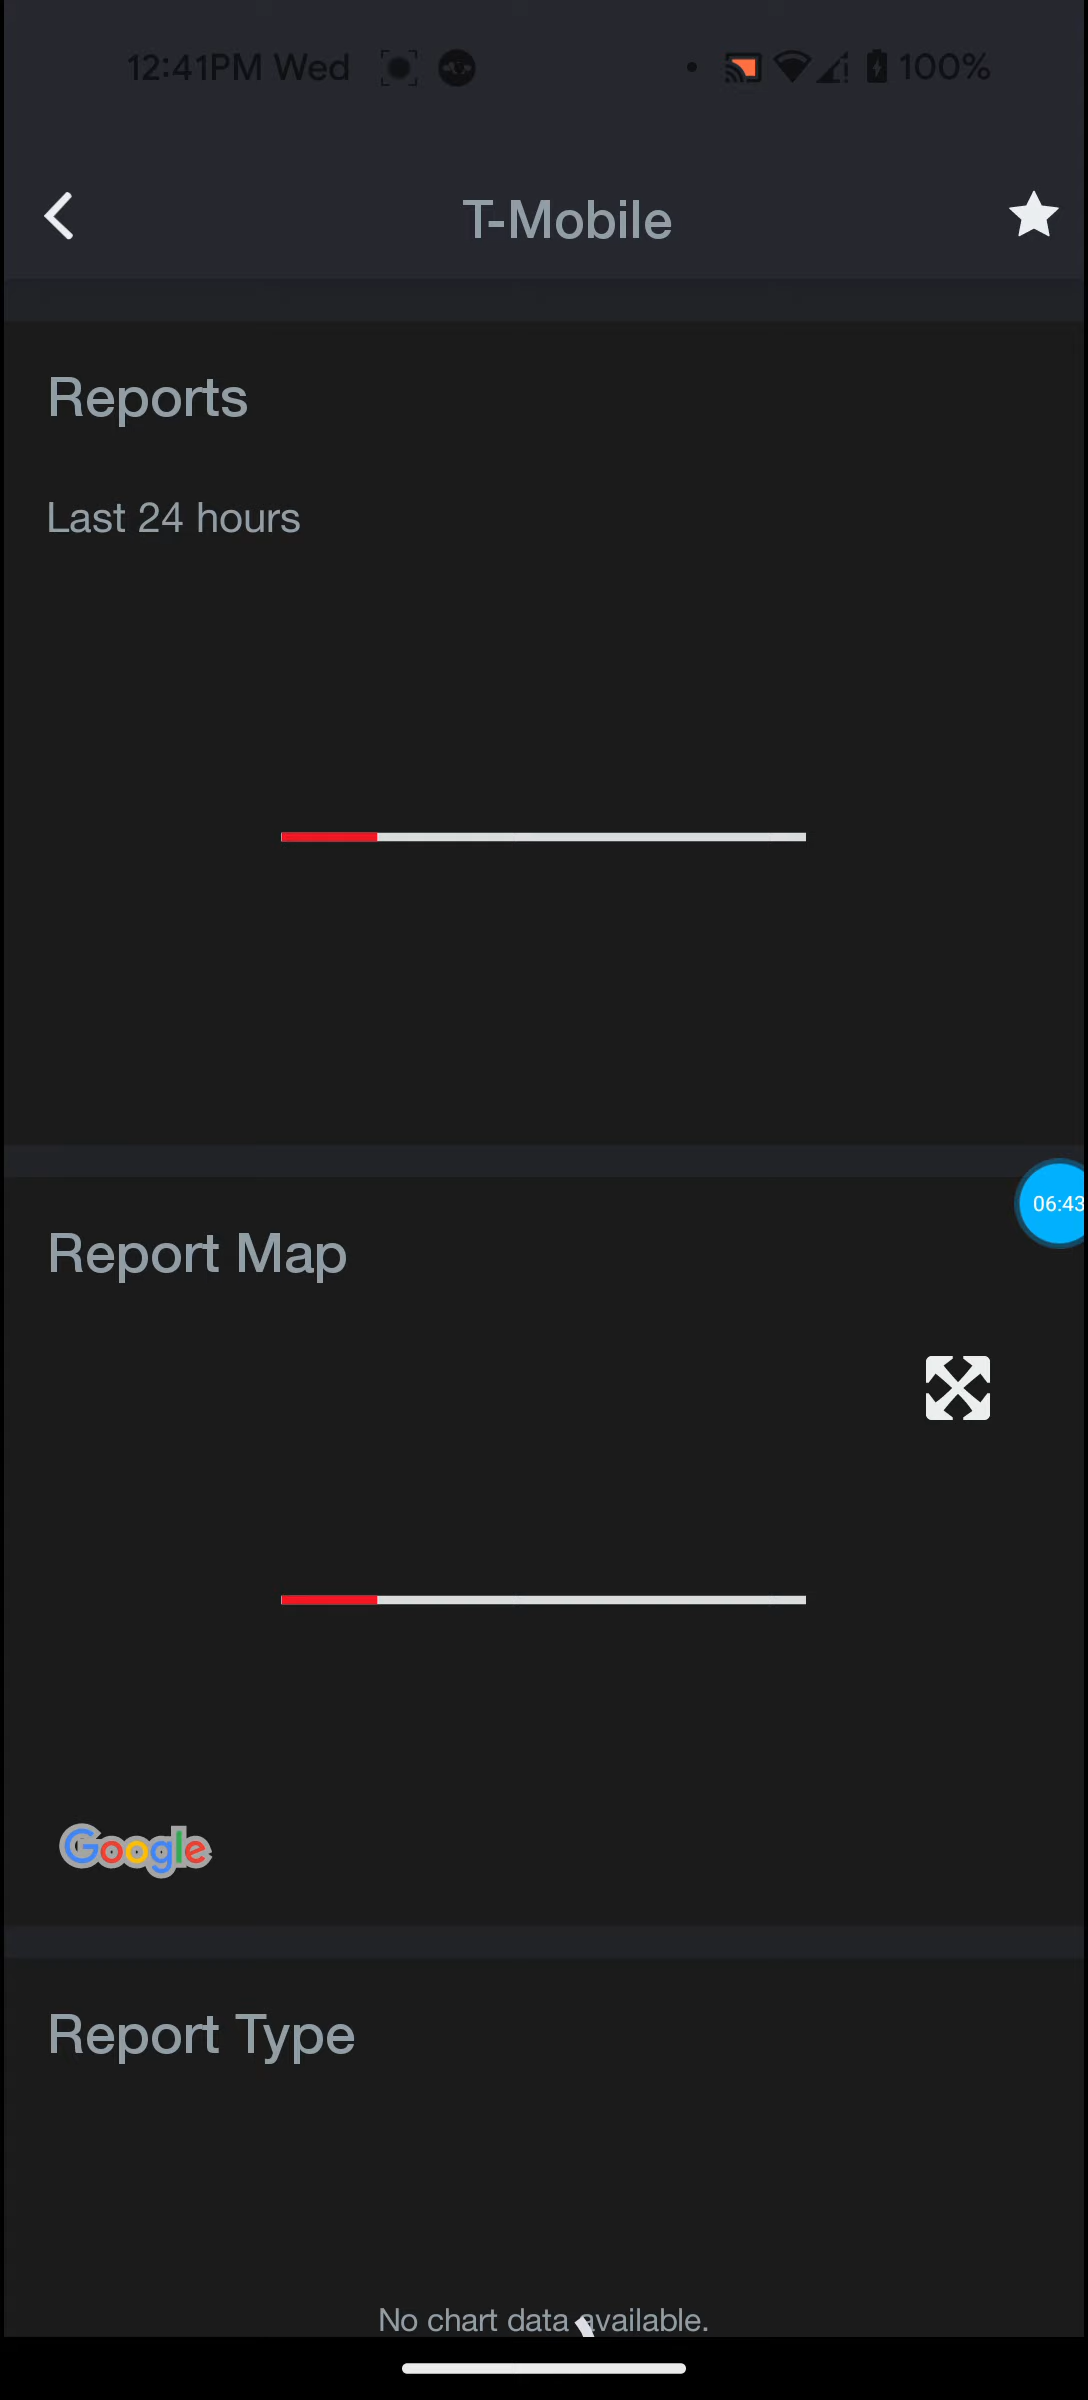 12:41PM Wed
100%
T-Mobile
Reports
Last 24 hours
06:43
Report Map
Google
Report Type
No chart data available.